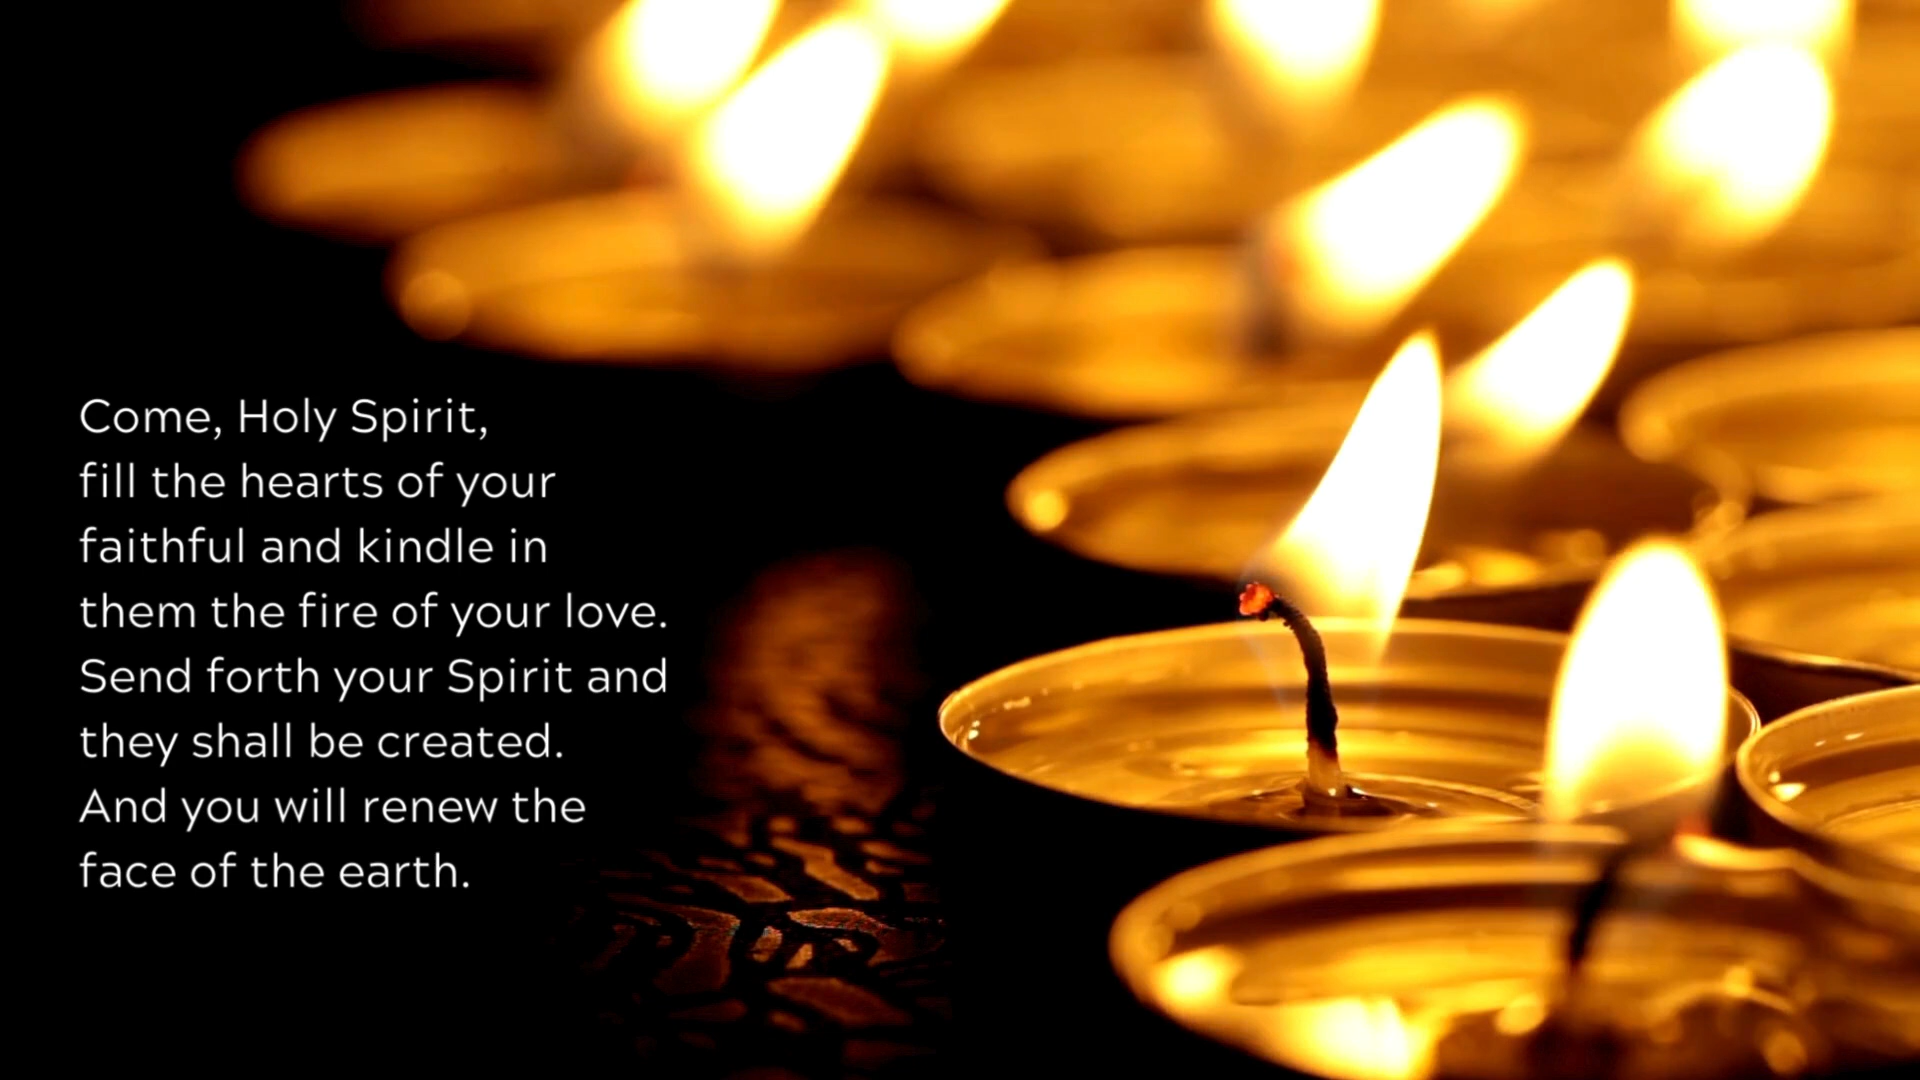 Come, Holy Spirit,
fill the hearts of your
faithful and kindle in
them the fire of your love.
Send forth your Spirit and
they shall be created.
And you will renew the
face of the earth.